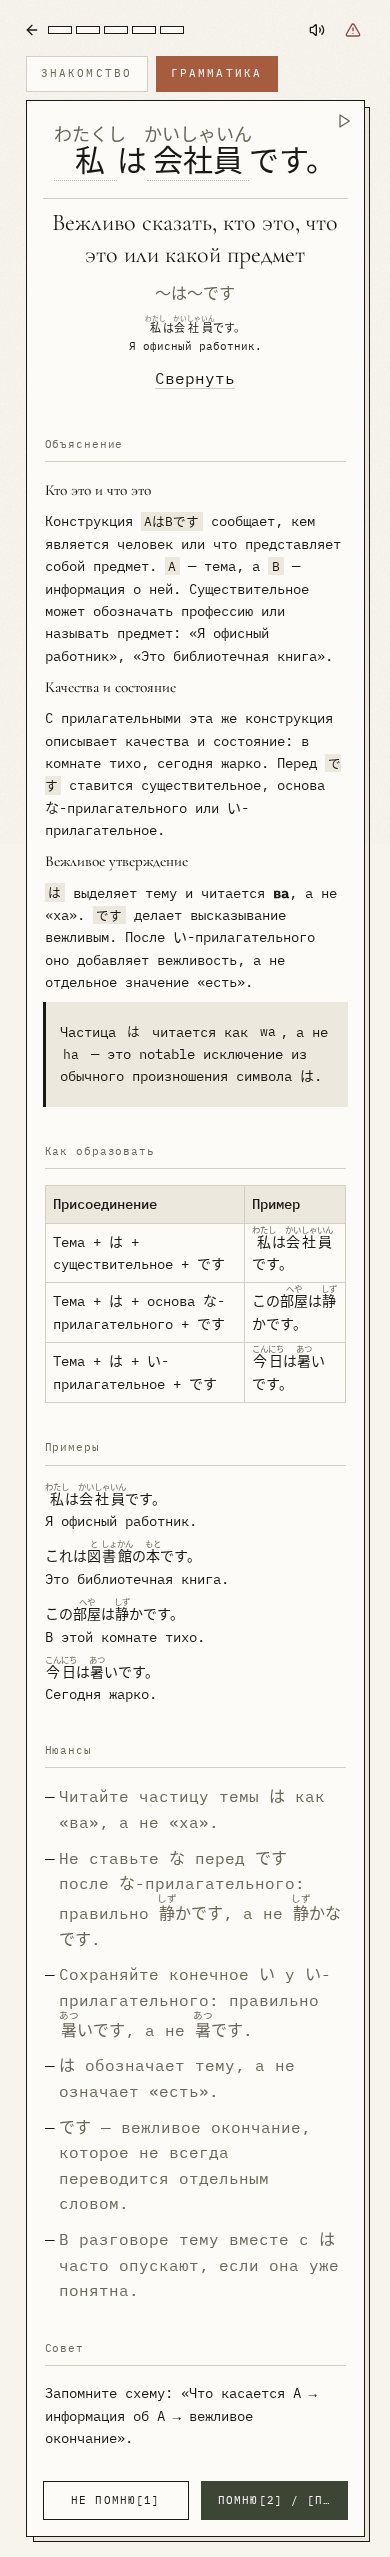 ЗНАКОМСТВО
ГРАММАТИКА
わたくし かいしゃいん
私は会社員です。
Вежливо сказать, кто это, что
это или какой предмет
〜は〜です
わたし かいしゃいん
私は会社員です。
Я офисный работник.
Свернуть
Объяснение
Кто это и что это
Конструкция AはBです сообщает, кем
является человек или что представляет
собой предмет. A — тема, а B —
информация о ней. Существительное
может обозначать профессию или
называть предмет: «Я офисный
работник», «Это библиотечная книга».
Качества и состояние
С прилагательными эта же конструкция
описывает качества и состояние: в
комнате тихо, сегодня жарко. Перед で
す ставится существительное, основа
な-прилагательного или い-
прилагательное.
Вежливое утверждение
は выделяет тему и читается ва, а не
«ха». です делает высказывание
вежливым. После い-прилагательного
оно добавляет вежливость, а не
отдельное значение «есть».
Частица は читается как wa, а не
ha — это notable исключение из
обычного произношения символа は.
Как образовать
Присоединение
Пример
Тема + は +
существительное + です
わたし かいしゃいん
私は会社員
です。
Тема + は + основа な-
прилагательного + です
へや しず
この部屋は静
かです。
Тема + は + い-
прилагательное + です
こんにち あつ
今日は暑い
です。
Примеры
わたし かいしゃいん
私は会社員です。
Я офисный работник.
と しょかん もと
これは図書館の本です。
Это библиотечная книга.
へや しず
この部屋は静かです。
В этой комнате тихо.
こんにち あつ
今日は暑いです。
Сегодня жарко.
Нюансы
— Читайте частицу темы は как
«ва», а не «ха».
— Не ставьте な перед です
после な-прилагательного:
しず しず
правильно 静かです, а не 静かな
です.
— Сохраняйте конечное い у い-
прилагательного: правильно
あつ あつ
暑いです, а не 暑です.
— は обозначает тему, а не
означает «есть».
— です — вежливое окончание,
которое не всегда
переводится отдельным
словом.
— В разговоре тему вместе с は
часто опускают, если она уже
понятна.
Совет
Запомните схему: «Что касается A →
информация об A → вежливое
окончание».
НЕ ПОМНЮ[1]
ПОМНЮ[2] / [П…